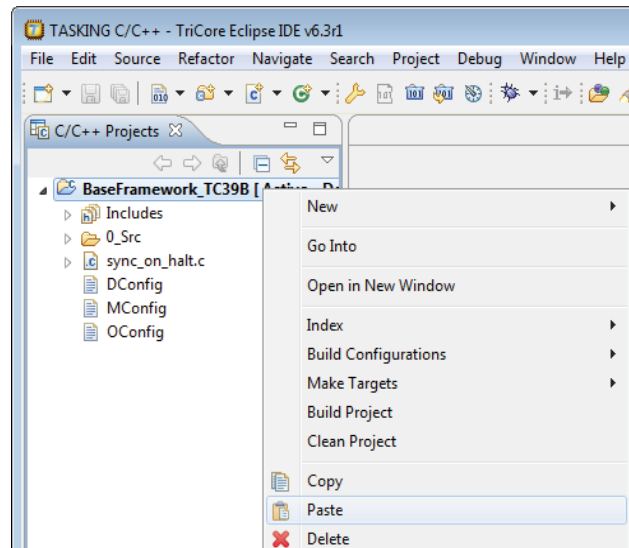 TASKING C/C++ - TriCore Eclipse IDE v6.3r1
File Edit Source Refactor Navigate Search Project Debug Window Help
C/C++ Projects
BaseFramework_TC39B [ Active - D
Includes
0_Src
sync_on_halt.c
DConfig
MConfig
OConfig
New
Go Into
Open in New Window
Index
Build Configurations
Make Targets
Build Project
Clean Project
Copy
Paste
Delete